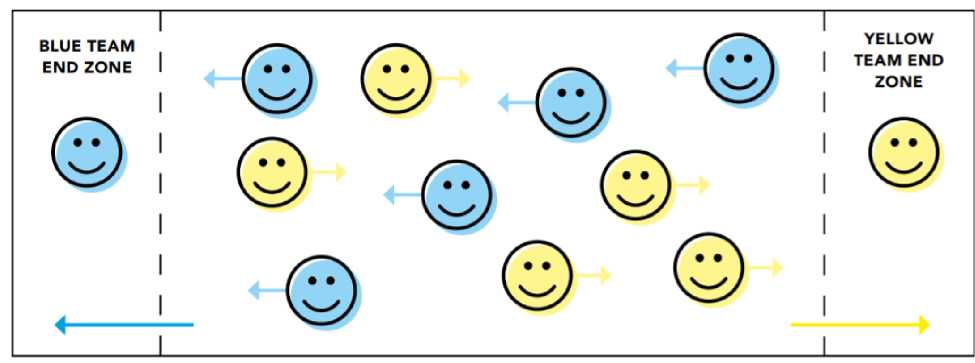 BLUE TEAM
END ZONE
YELLOW
TEAM END
ZONE